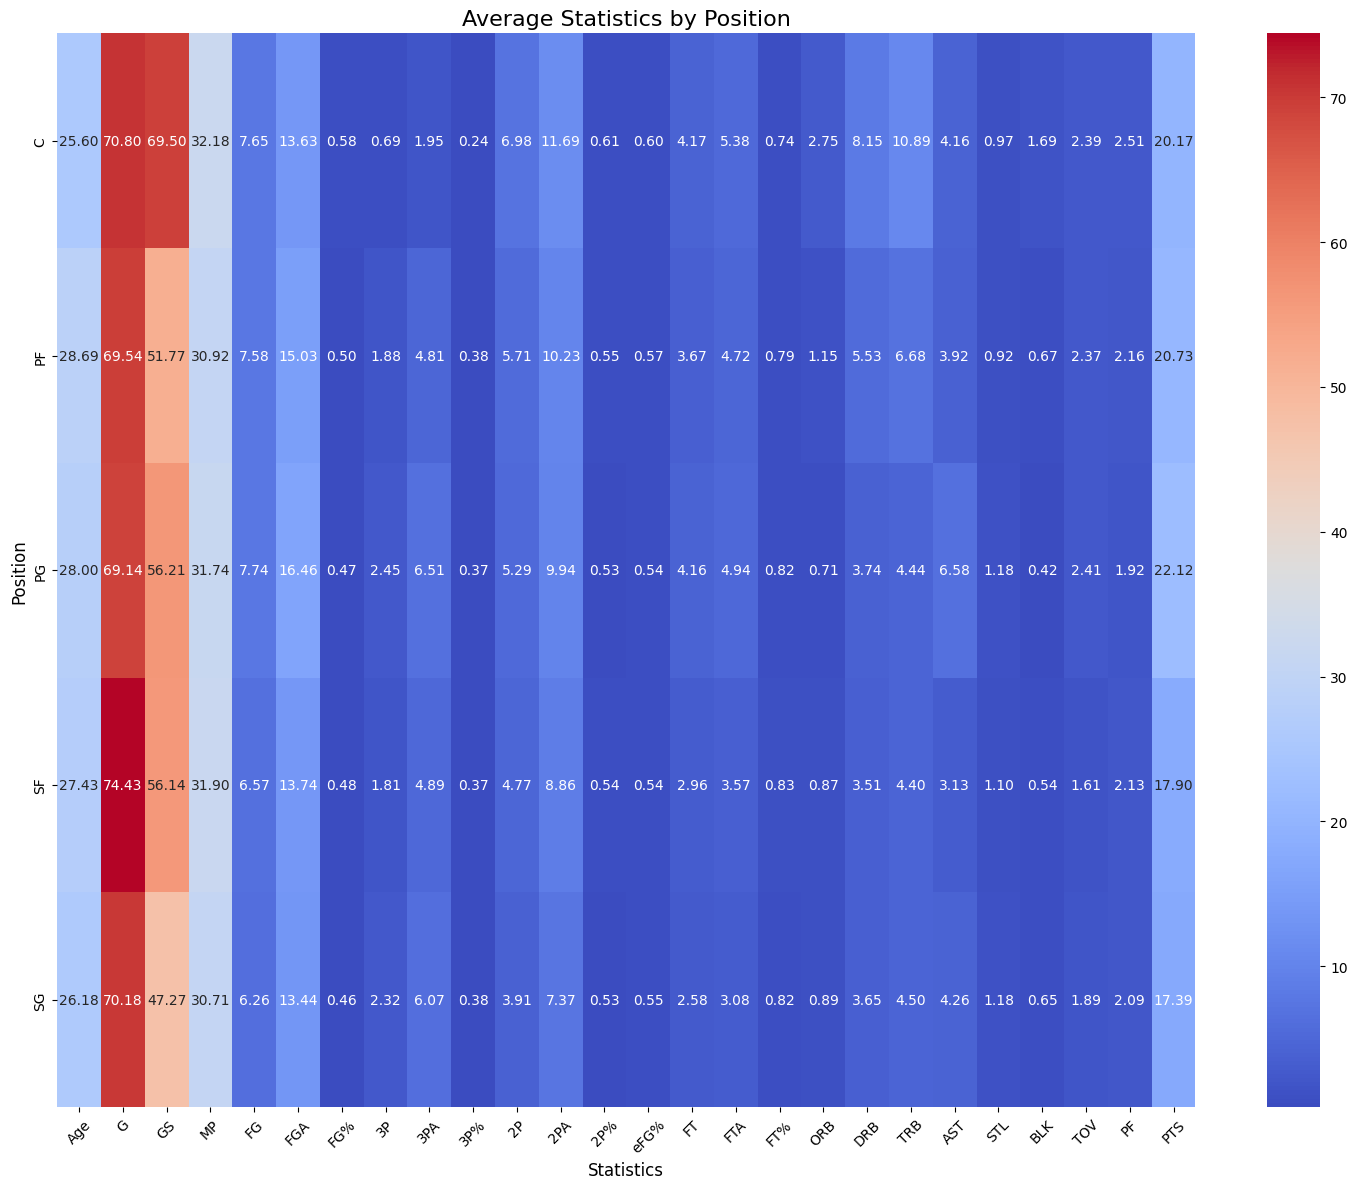 Average Statistics by Position
C 25.60 70.80 69.50 32.18 7.65 13.63 0.58 0.69 1.95 0.24 6.98 11.69 0.61 0.60 4.17 5.38 0.74 2.75 8.15 10.89 4.16 0.97 1.69 2.39 2.51 20.17
PF 28.69 69.54 51.77 30.92 7.58 15.03 0.50 1.88 4.81 0.38 5.71 10.23 0.55 0.57 3.67 4.72 0.79 1.15 5.53 6.68 3.92 0.92 0.67 2.37 2.16 20.73
PG 28.00 69.14 56.21 31.74 7.74 16.46 0.47 2.45 6.51 0.37 5.29 9.94 0.53 0.54 4.16 4.94 0.82 0.71 3.74 4.44 6.58 1.18 0.42 2.41 1.92 22.12
SF 27.43 74.43 56.14 31.90 6.57 13.74 0.48 1.81 4.89 0.37 4.77 8.86 0.54 0.54 2.96 3.57 0.83 0.87 3.51 4.40 3.13 1.10 0.54 1.61 2.13 17.90
SG 26.18 70.18 47.27 30.71 6.26 13.44 0.46 2.32 6.07 0.38 3.91 7.37 0.53 0.55 2.58 3.08 0.82 0.89 3.65 4.50 4.26 1.18 0.65 1.89 2.09 17.39
Age G GS MP FG FGA FG% 3P 3PA 3P% 2P 2PA 2P% eFG% FT FTA FT% ORB DRB TRB AST STL BLK TOV PF PTS
Statistics
Position
70
60
50
40
30
20
10